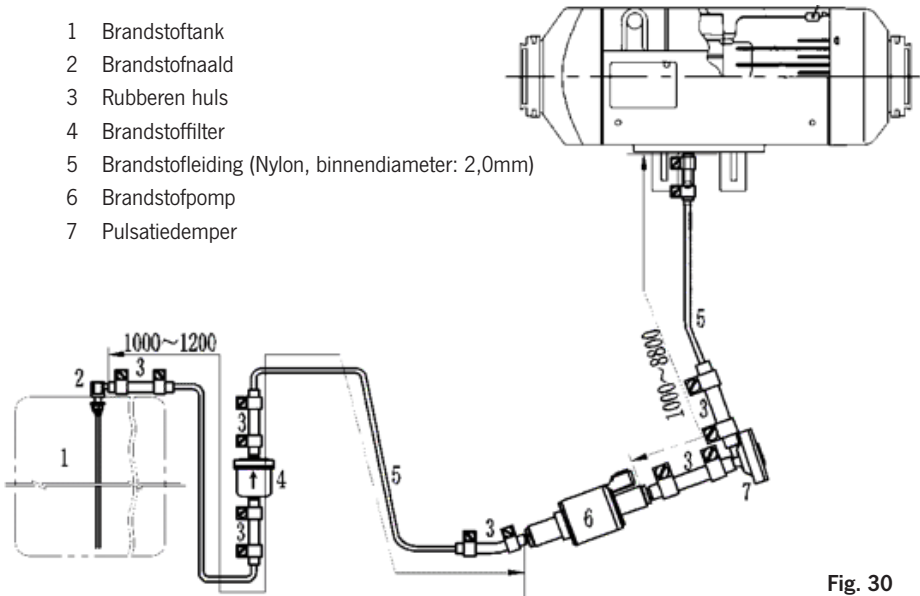 1 Brandstoftank
2 Brandstofnaald
3 Rubberen huls
4 Brandstoffilter
5 Brandstofleiding (Nylon, binnendiameter: 2,0mm)
6 Brandstofpomp
7 Pulsatiedemper
1000~1200
2
3
1
3
4
3
5
3
6
3
7
3
5
1000~8800
Fig. 30